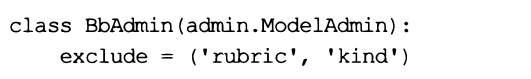 class BbAdmin(admin.ModelAdmin):
    exclude = ('rubric', 'kind')